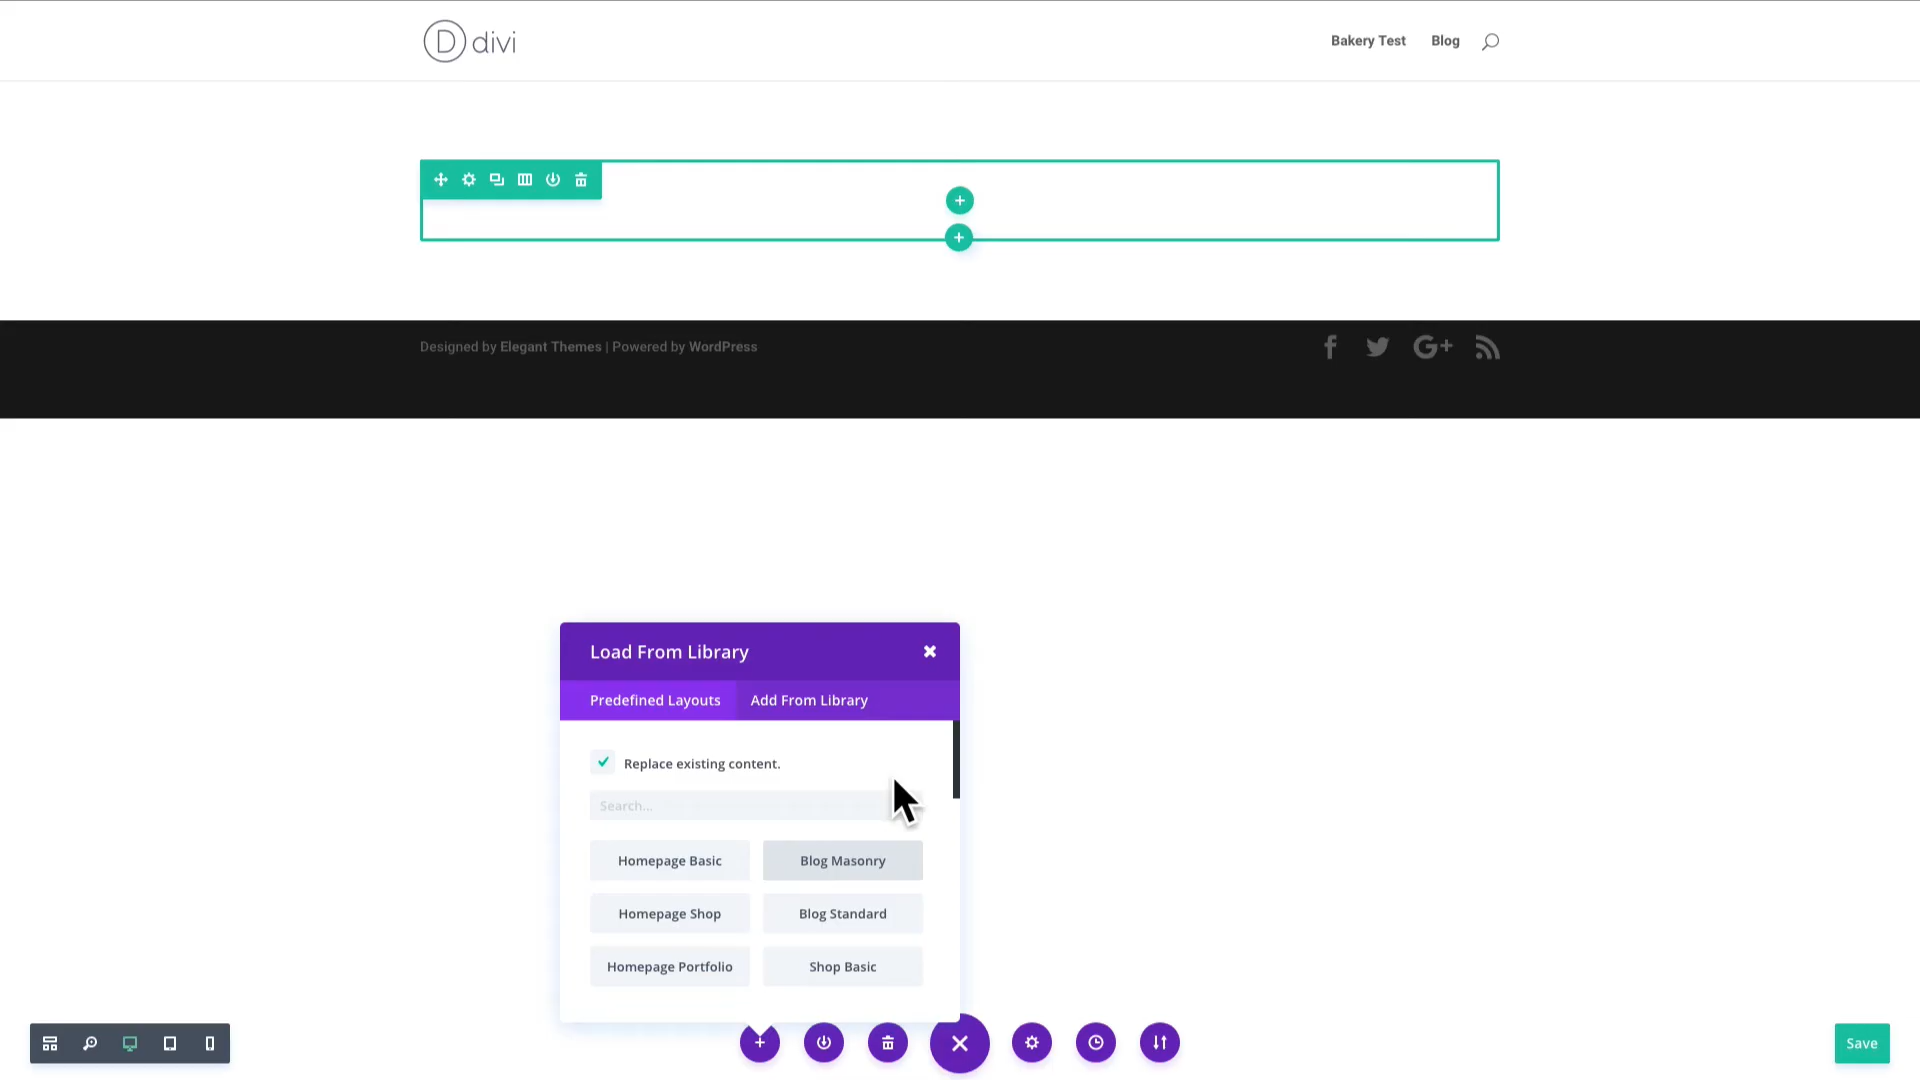 D divi
Bakery Test
Blog
Designed by Elegant Themes | Powered by WordPress
Load From Library
Predefined Layouts
Add From Library
Replace existing content.
Search...
Homepage Basic
Blog Masonry
Homepage Shop
Blog Standard
Homepage Portfolio
Shop Basic
Save